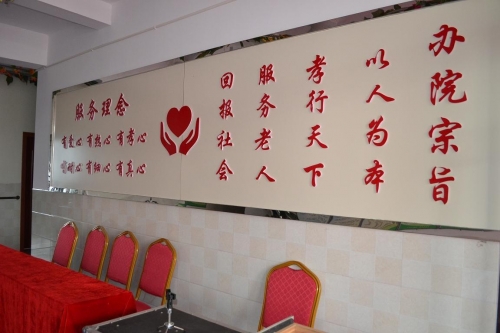 办院宗旨
以人为本
孝行天下
服务老人
回报社会
服务理念
有爱心 有热心 有孝心
有耐心 有细心 有真心